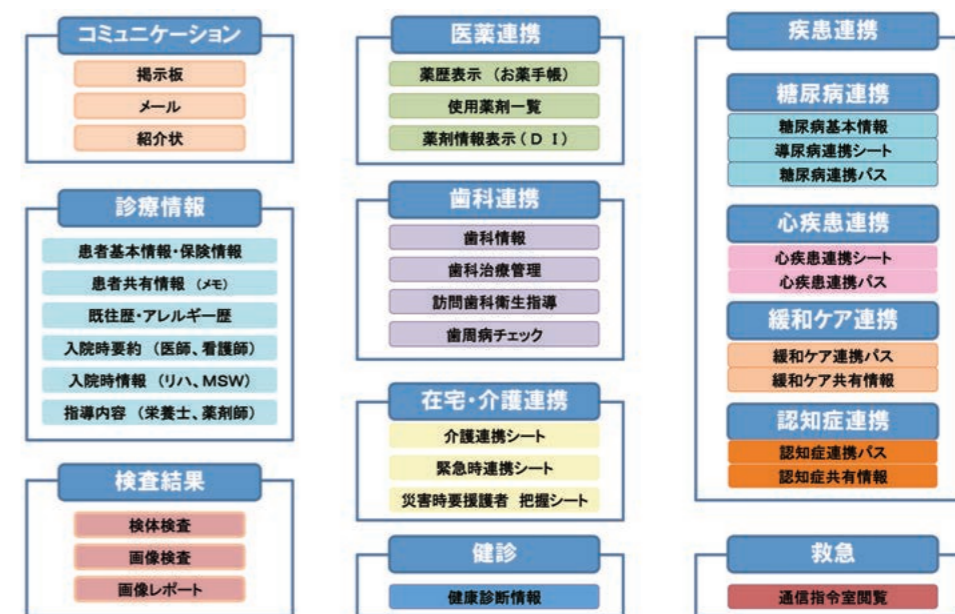 コミュニケーション
掲示板
メール
紹介状
診療情報
患者基本情報・保険情報
患者共有情報 (メモ)
既往歴・アレルギー歴
入院時要約 (医師、看護師)
入院時情報 (リハ、MSW)
指導内容 (栄養士、薬剤師)
検査結果
検体検査
画像検査
画像レポート
医薬連携
薬歴表示 (お薬手帳)
使用薬剤一覧
薬剤情報表示(D I)
歯科連携
歯科情報
歯科治療管理
訪問歯科衛生指導
歯周病チェック
在宅・介護連携
介護連携シート
緊急時連携シート
災害時要援護者 把握シート
健診
健康診断情報
疾患連携
糖尿病連携
糖尿病基本情報
導尿病連携シート
糖尿病連携パス
心疾患連携
心疾患連携シート
心疾患連携パス
緩和ケア連携
緩和ケア連携パス
緩和ケア共有情報
認知症連携
認知症連携パス
認知症共有情報
救急
通信指令室閲覧